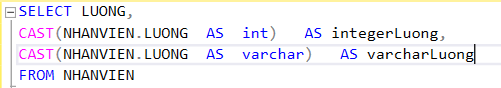 SELECT LUONG,
CAST(NHANVIEN.LUONG AS int) AS integerLuong,
CAST(NHANVIEN.LUONG AS varchar) AS varcharLuong
FROM NHANVIEN